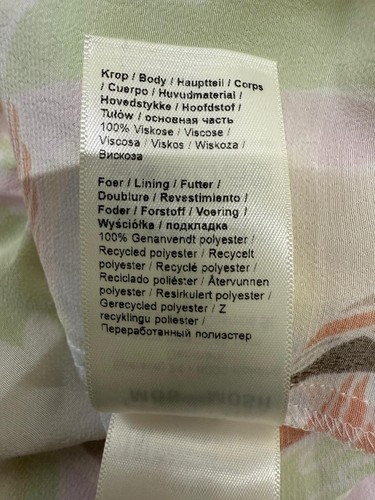 Krop / Body / Hauptteil / Corps
/ Cuerpo / Huvudmaterial /
Hovedstykke / Hoofdstof /
Tułów / основная часть
100% Viskose / Viscose /
Viscosa / Viskos / Wiskoza /
Вискоза
Foer / Lining / Futter /
Doublure / Revestimiento /
Foder / Forstoff / Voering /
Wyściółka / подкладка
100% Genanvendt polyester /
Recycled polyester / Recycelt
polyester / Recyclé polyester /
Reciclado poliéster / Återvunnen
polyester / Resirkulert polyester /
Gerecycled polyester / Z
recyklingu poliester /
Переработанный полиэстер